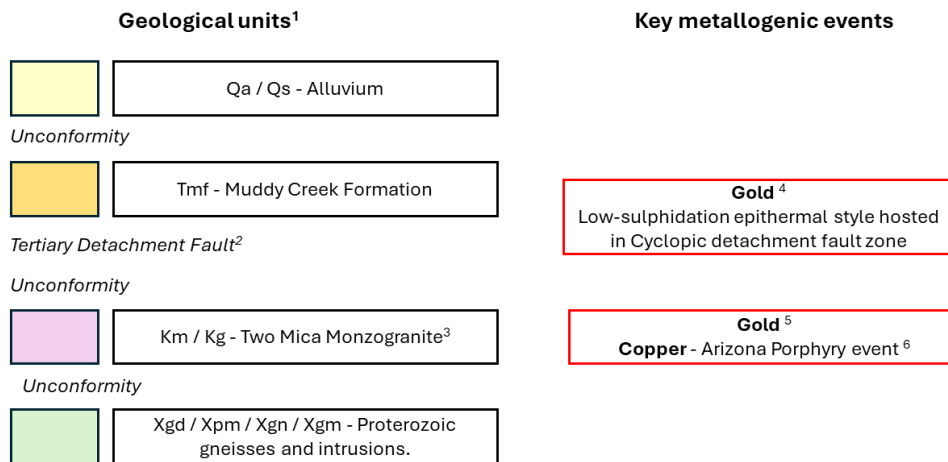 Geological units¹
Key metallogenic events
Qa / Qs - Alluvium
Unconformity
Tmf - Muddy Creek Formation
Gold ⁴
Low-sulphidation epithermal style hosted
in Cyclopic detachment fault zone
Tertiary Detachment Fault²
Unconformity
Km / Kg - Two Mica Monzogranite³
Gold ⁵
Copper - Arizona Porphyry event ⁶
Unconformity
Xgd / Xpm / Xgn / Xgm - Proterozoic
gneisses and intrusions.